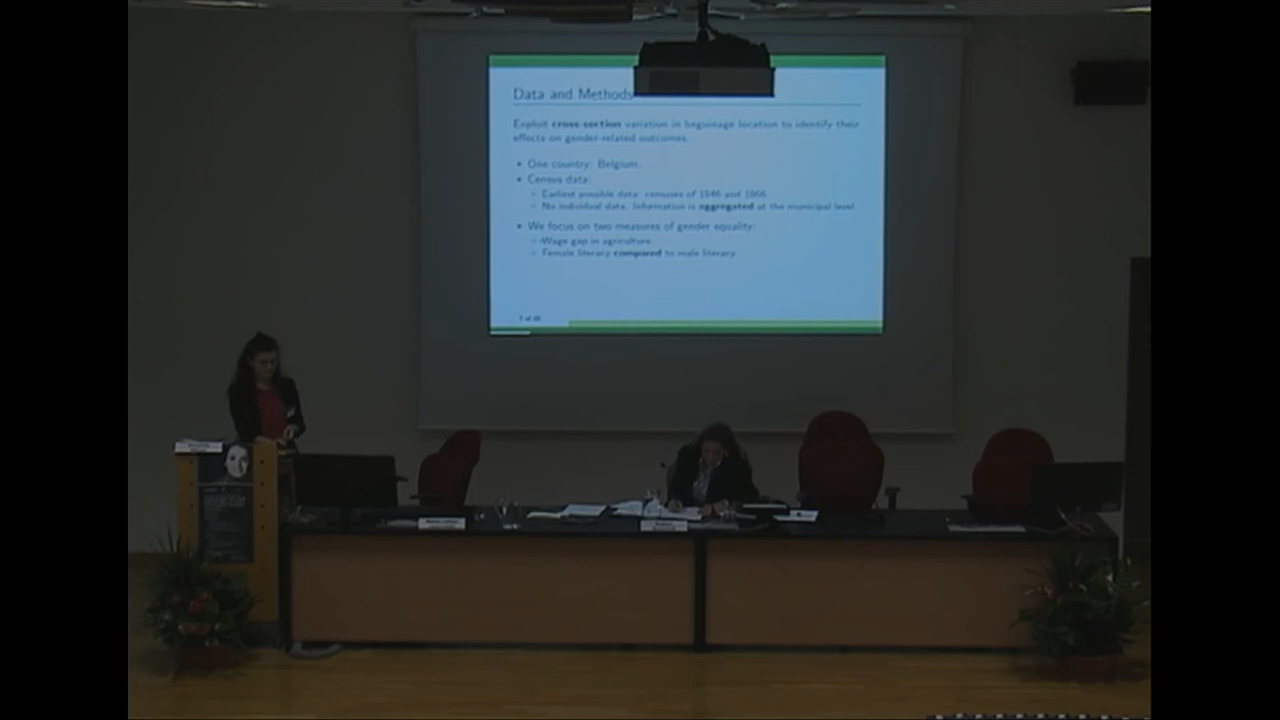 Data and Methods
Exploit cross-section variation in beguinage location to identify their
effects on gender-related outcomes.
• One country: Belgium.
• Census data:
Earliest possible data: censuses of 1846 and 1866
No individual data. Information is aggregated at the municipal level.
• We focus on two measures of gender equality:
Wage gap in agriculture.
Female literacy compared to male literacy.